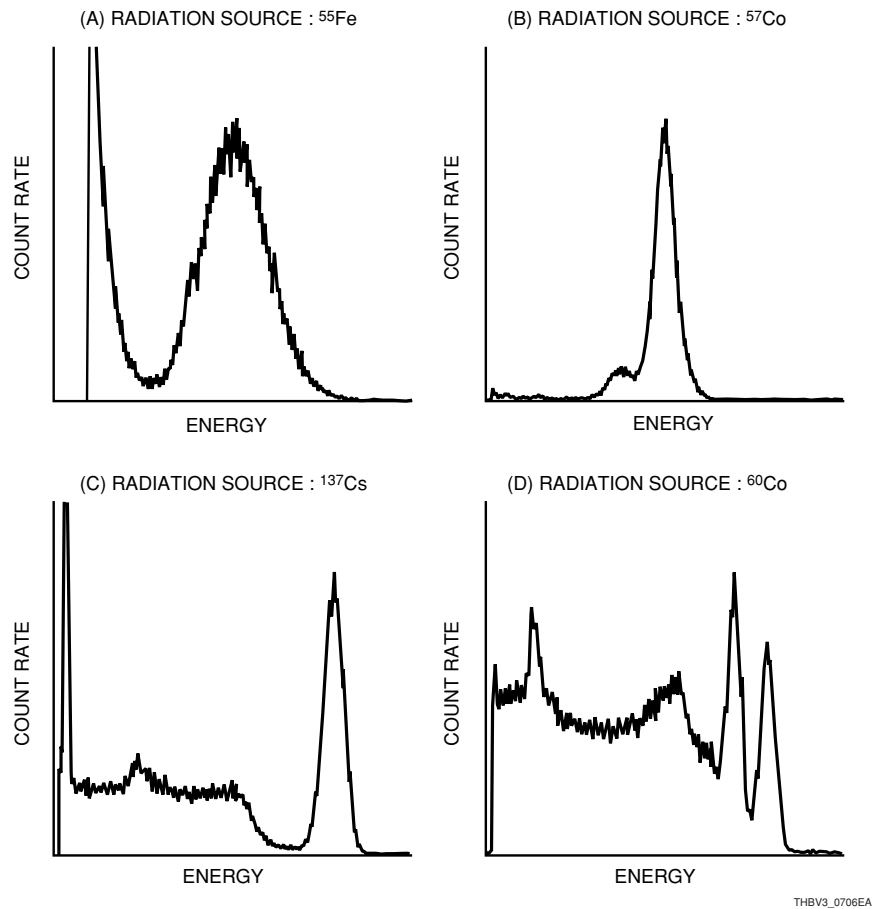 (A) RADIATION SOURCE : ⁵⁵Fe
COUNT RATE
ENERGY
(B) RADIATION SOURCE : ⁵⁷Co
COUNT RATE
ENERGY
(C) RADIATION SOURCE : ¹³⁷Cs
COUNT RATE
ENERGY
(D) RADIATION SOURCE : ⁶⁰Co
COUNT RATE
ENERGY
THBV3_0706EA